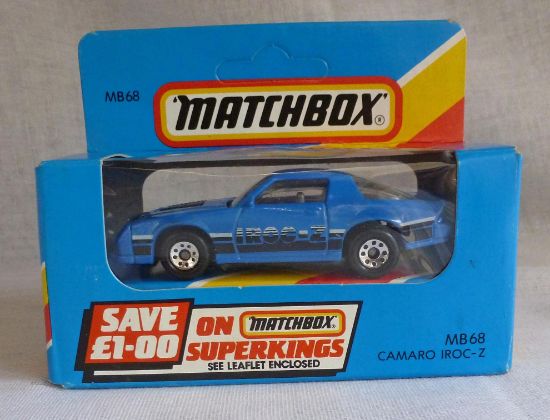 MB68
"MATCHBOX"®
IROC-Z
SAVE
£1-00
ON "MATCHBOX"
SUPERKINGS
SEE LEAFLET ENCLOSED
MB68
CAMARO IROC-Z